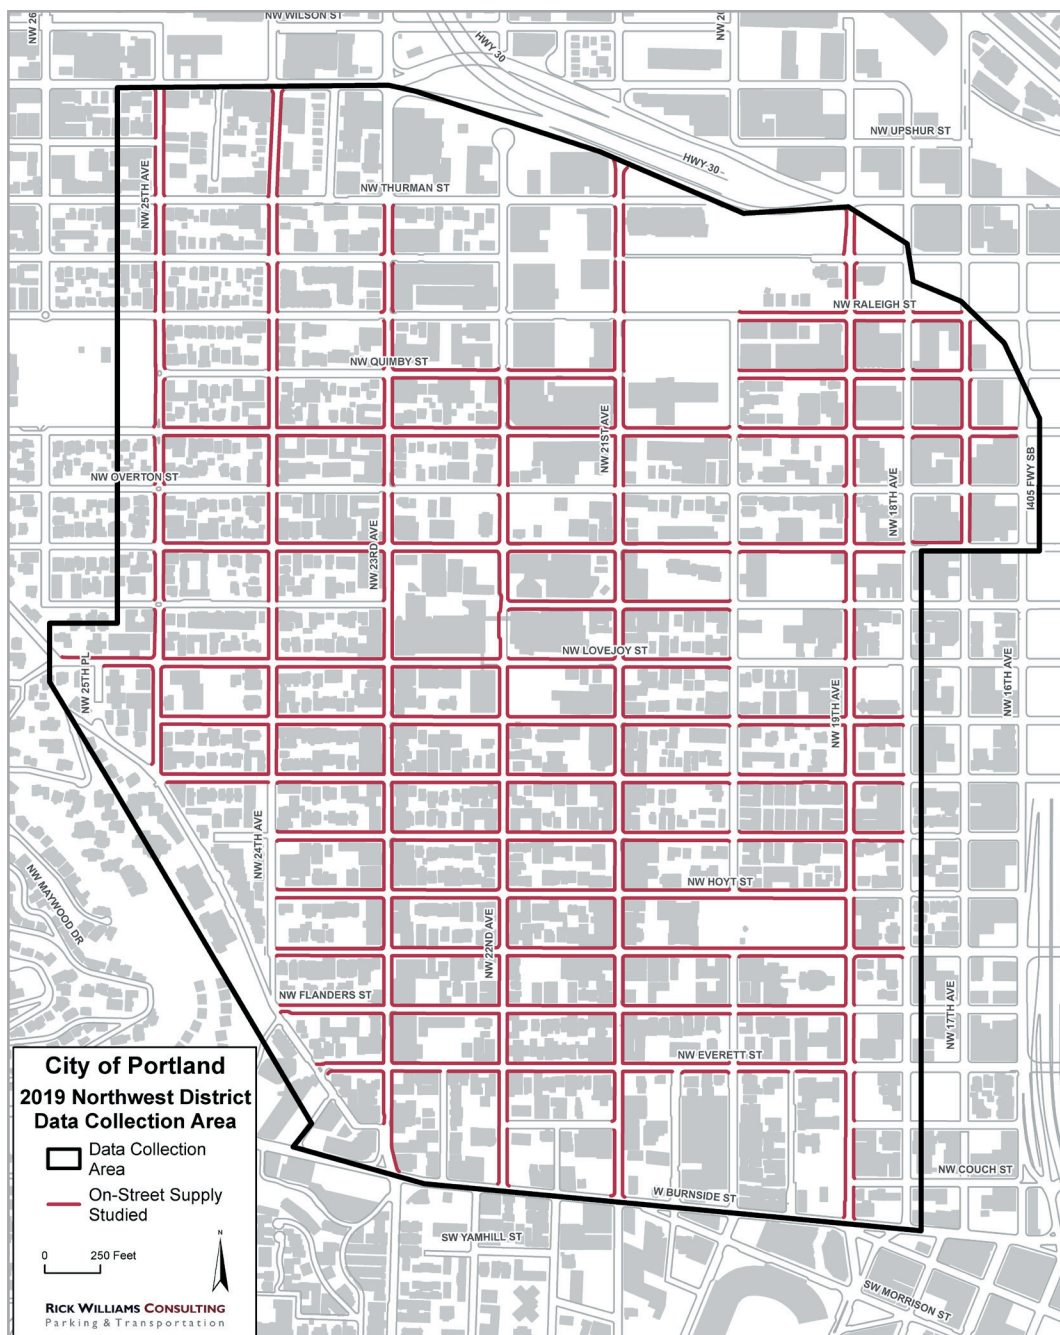 NW 26
NW WILSON ST
NW 20
HWY 30
NW UPSHUR ST
HWY 30
NW THURMAN ST
NW 25TH AVE
NW RALEIGH ST
NW QUIMBY ST
NW 21ST AVE
NW OVERTON ST
NW 18TH AVE
I405 FWY SB
NW 23RD AVE
NW LOVEJOY ST
NW 25TH PL
NW 19TH AVE
NW 16TH AVE
NW 24TH AVE
NW HOYT ST
NW MAYWOOD DR
NW 22ND AVE
NW FLANDERS ST
NW 17TH AVE
NW EVERETT ST
NW COUCH ST
W BURNSIDE ST
SW YAMHILL ST
SW MORRISON ST
City of Portland
2019 Northwest District
Data Collection Area
Data Collection
Area
On-Street Supply
Studied
N
0 250 Feet
RICK WILLIAMS CONSULTING
Parking & Transportation